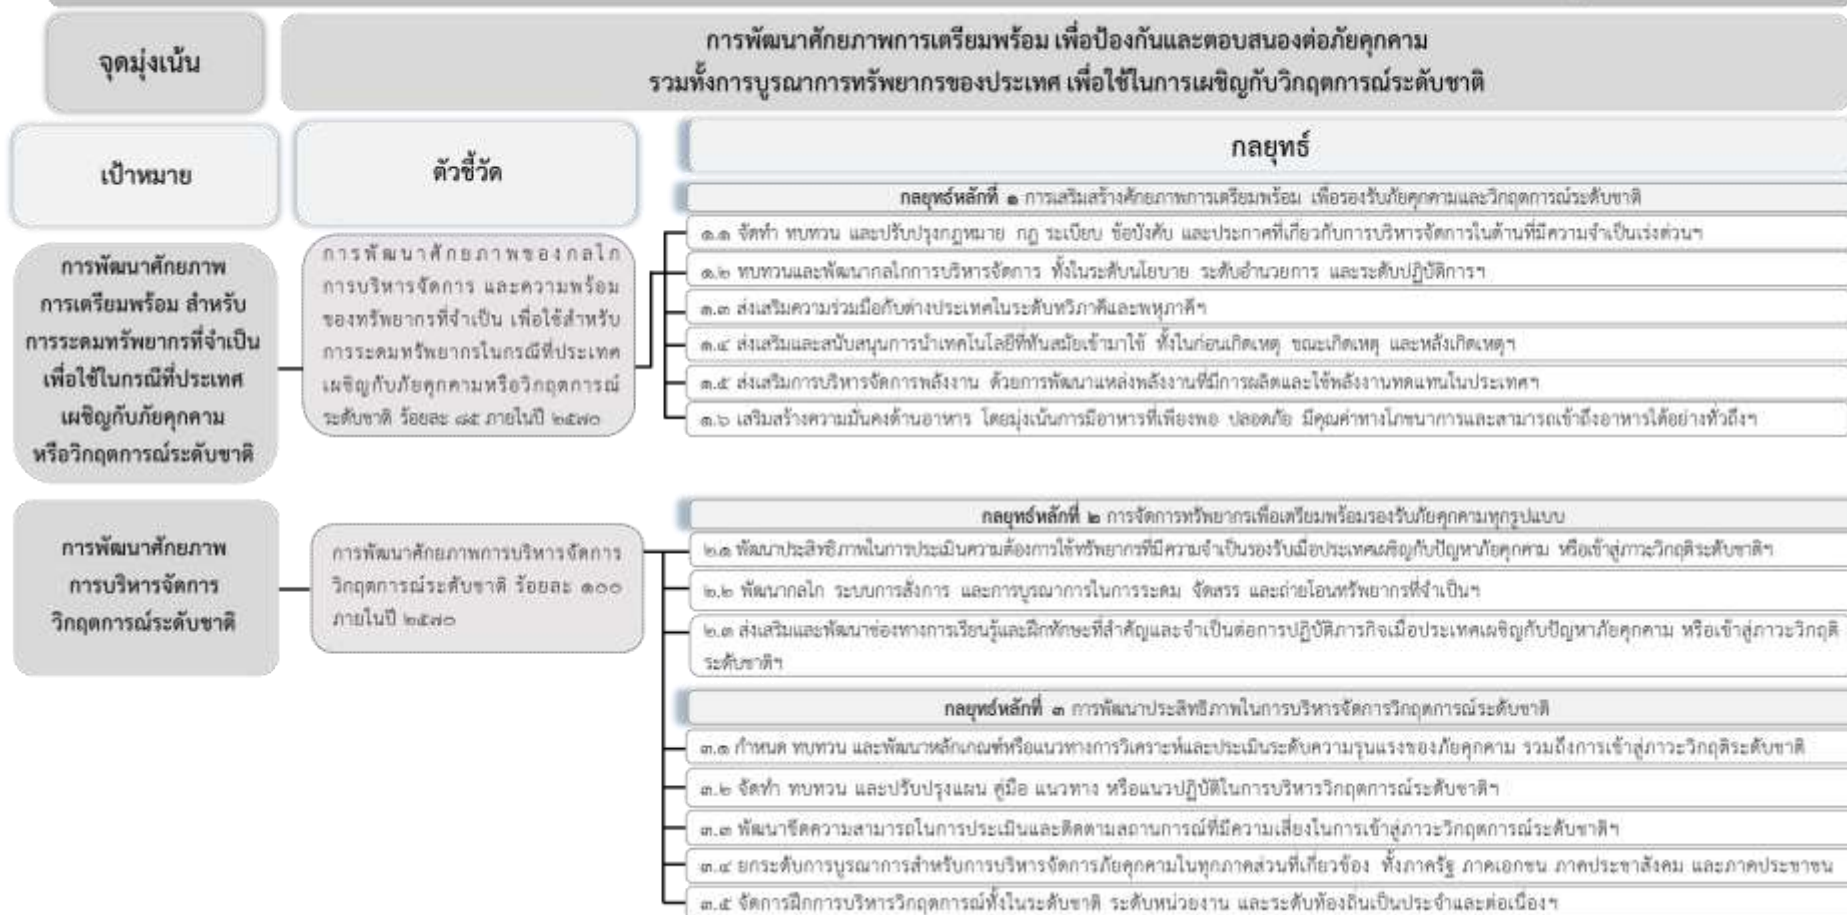 จุดมุ่งเน้น
การพัฒนาศักยภาพการเตรียมพร้อม เพื่อป้องกันและตอบสนองต่อภัยคุกคาม
รวมทั้งการบูรณาการทรัพยากรของประเทศ เพื่อใช้ในการเผชิญกับวิกฤตการณ์ระดับชาติ
เป้าหมาย
ตัวชี้วัด
กลยุทธ์
การพัฒนาศักยภาพ
การเตรียมพร้อม สำหรับ
การระดมทรัพยากรที่จำเป็น
เพื่อใช้ในกรณีที่ประเทศ
เผชิญกับภัยคุกคาม
หรือวิกฤตการณ์ระดับชาติ
การพัฒนาศักยภาพของกลไก
การบริหารจัดการ และความพร้อม
ของทรัพยากรที่จำเป็น เพื่อใช้สำหรับ
การระดมทรัพยากรในกรณีที่ประเทศ
เผชิญกับภัยคุกคามหรือวิกฤตการณ์
ระดับชาติ ร้อยละ ๘๕ ภายในปี ๒๕๗๐
กลยุทธ์หลักที่ ๑ การเสริมสร้างศักยภาพการเตรียมพร้อม เพื่อรองรับภัยคุกคามและวิกฤตการณ์ระดับชาติ
๑.๑ จัดทำ ทบทวน และปรับปรุงกฎหมาย กฎ ระเบียบ ข้อบังคับ และประกาศที่เกี่ยวกับการบริหารจัดการในด้านที่มีความจำเป็นเร่งด่วนฯ
๑.๒ ทบทวนและพัฒนากลไกการบริหารจัดการ ทั้งในระดับนโยบาย ระดับอำนวยการ และระดับปฏิบัติการฯ
๑.๓ ส่งเสริมความร่วมมือกับต่างประเทศในระดับทวิภาคีและพหุภาคีฯ
๑.๔ ส่งเสริมและสนับสนุนการนำเทคโนโลยีที่ทันสมัยเข้ามาใช้ ทั้งในก่อนเกิดเหตุ ขณะเกิดเหตุ และหลังเกิดเหตุฯ
๑.๕ ส่งเสริมการบริหารจัดการพลังงาน ด้วยการพัฒนาแหล่งพลังงานที่มีการผลิตและใช้พลังงานทดแทนในประเทศฯ
๑.๖ เสริมสร้างความมั่นคงด้านอาหาร โดยมุ่งเน้นการมีอาหารที่เพียงพอ ปลอดภัย มีคุณค่าทางโภชนาการและสามารถเข้าถึงอาหารได้อย่างทั่วถึงฯ
การพัฒนาศักยภาพ
การบริหารจัดการ
วิกฤตการณ์ระดับชาติ
การพัฒนาศักยภาพการบริหารจัดการ
วิกฤตการณ์ระดับชาติ ร้อยละ ๑๐๐
ภายในปี ๒๕๗๐
กลยุทธ์หลักที่ ๒ การจัดการทรัพยากรเพื่อเตรียมพร้อมรองรับภัยคุกคามทุกรูปแบบ
๒.๑ พัฒนาประสิทธิภาพในการประเมินความต้องการใช้ทรัพยากรที่มีความจำเป็นรองรับเมื่อประเทศเผชิญกับปัญหาภัยคุกคาม หรือเข้าสู่ภาวะวิกฤติระดับชาติฯ
๒.๒ พัฒนากลไก ระบบการสั่งการ และการบูรณาการในการระดม จัดสรร และถ่ายโอนทรัพยากรที่จำเป็นฯ
๒.๓ ส่งเสริมและพัฒนาช่องทางการเรียนรู้และฝึกทักษะที่สำคัญและจำเป็นต่อการปฏิบัติภารกิจเมื่อประเทศเผชิญกับปัญหาภัยคุกคาม หรือเข้าสู่ภาวะวิกฤติ
ระดับชาติฯ
กลยุทธ์หลักที่ ๓ การพัฒนาประสิทธิภาพในการบริหารจัดการวิกฤตการณ์ระดับชาติ
๓.๑ กำหนด ทบทวน และพัฒนาหลักเกณฑ์หรือแนวทางการวิเคราะห์และประเมินระดับความรุนแรงของภัยคุกคาม รวมถึงการเข้าสู่ภาวะวิกฤติระดับชาติ
๓.๒ จัดทำ ทบทวน และปรับปรุงแผน คู่มือ แนวทาง หรือแนวปฏิบัติในการบริหารวิกฤตการณ์ระดับชาติฯ
๓.๓ พัฒนาขีดความสามารถในการประเมินและติดตามสถานการณ์ที่มีความเสี่ยงในการเข้าสู่ภาวะวิกฤตการณ์ระดับชาติฯ
๓.๔ ยกระดับการบูรณาการสำหรับการบริหารจัดการภัยคุกคามในทุกภาคส่วนที่เกี่ยวข้อง ทั้งภาครัฐ ภาคเอกชน ภาคประชาสังคม และภาคประชาชน
๓.๕ จัดการฝึกการบริหารวิกฤตการณ์ทั้งในระดับชาติ ระดับหน่วยงาน และระดับท้องถิ่นเป็นประจำและต่อเนื่องฯ